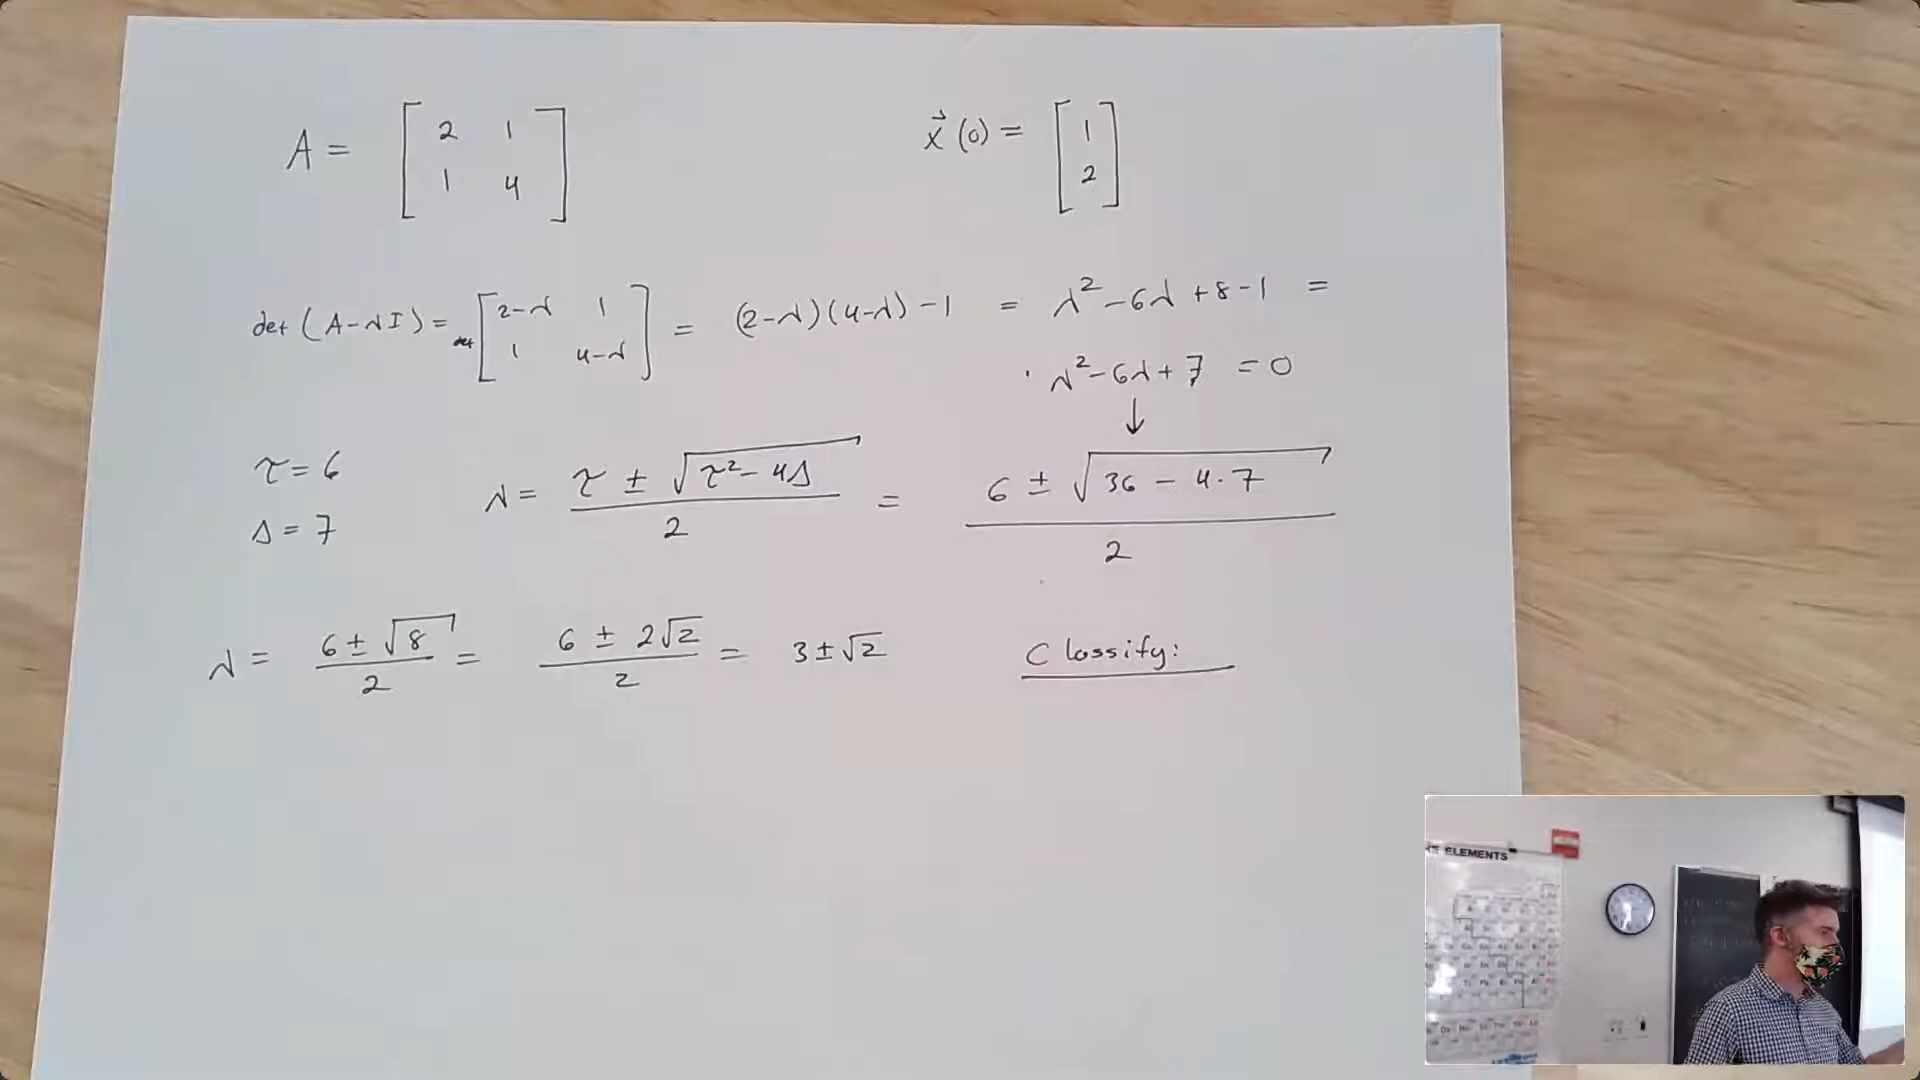 A = [ 2 1 ; 1 4 ]
x⃗ (0) = [ 1 ; 2 ]
det (A-λI) = det [ 2-λ 1 ; 1 4-λ ] = (2-λ)(4-λ) -1 = λ² -6λ +8 -1 =
λ² -6λ + 7 = 0
↓
τ = 6
Δ = 7
λ = (τ ± √(τ² - 4Δ)) / 2 = (6 ± √(36 - 4·7)) / 2
λ = (6 ± √8) / 2 = (6 ± 2√2) / 2 = 3 ± √2
Classify:
ELEMENTS